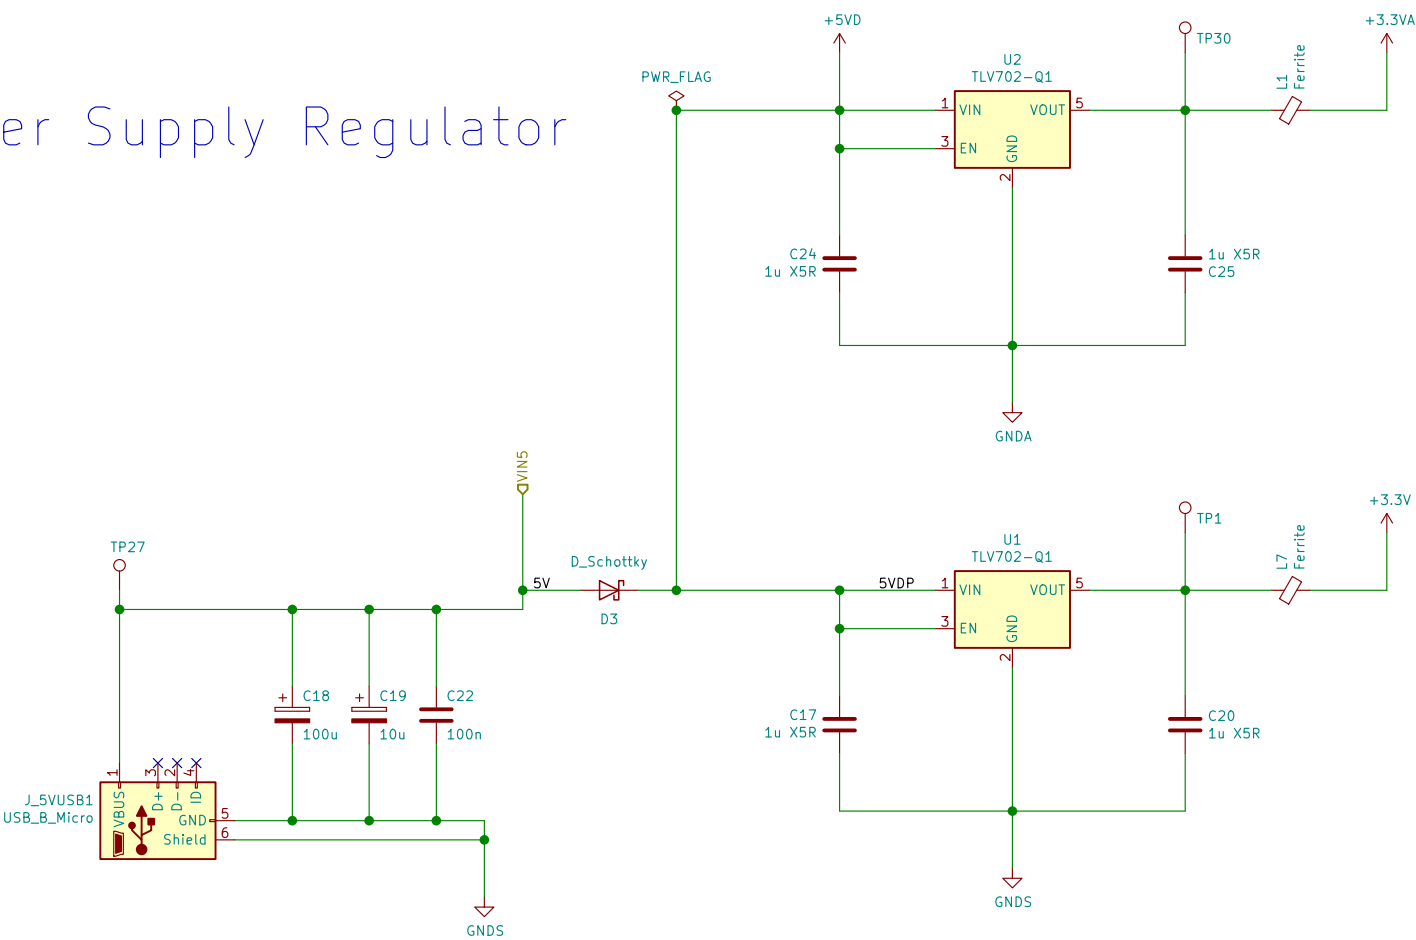 er Supply Regulator
+5VD
PWR_FLAG
U2
TLV702-Q1
1 VIN
VOUT 5
3 EN
GND
2
TP30
L1
Ferrite
+3.3VA
C24
1u X5R
1u X5R
C25
GNDA
VIN5
TP27
5V
D_Schottky
D3
5VDP
U1
TLV702-Q1
1 VIN
VOUT 5
3 EN
GND
2
TP1
L7
Ferrite
+3.3V
C17
1u X5R
C20
1u X5R
GNDS
+ C18
100u
+ C19
10u
C22
100n
J_5VUSB1
USB_B_Micro
1
VBUS
3
D+
2
D-
4
ID
GND 5
Shield 6
GNDS